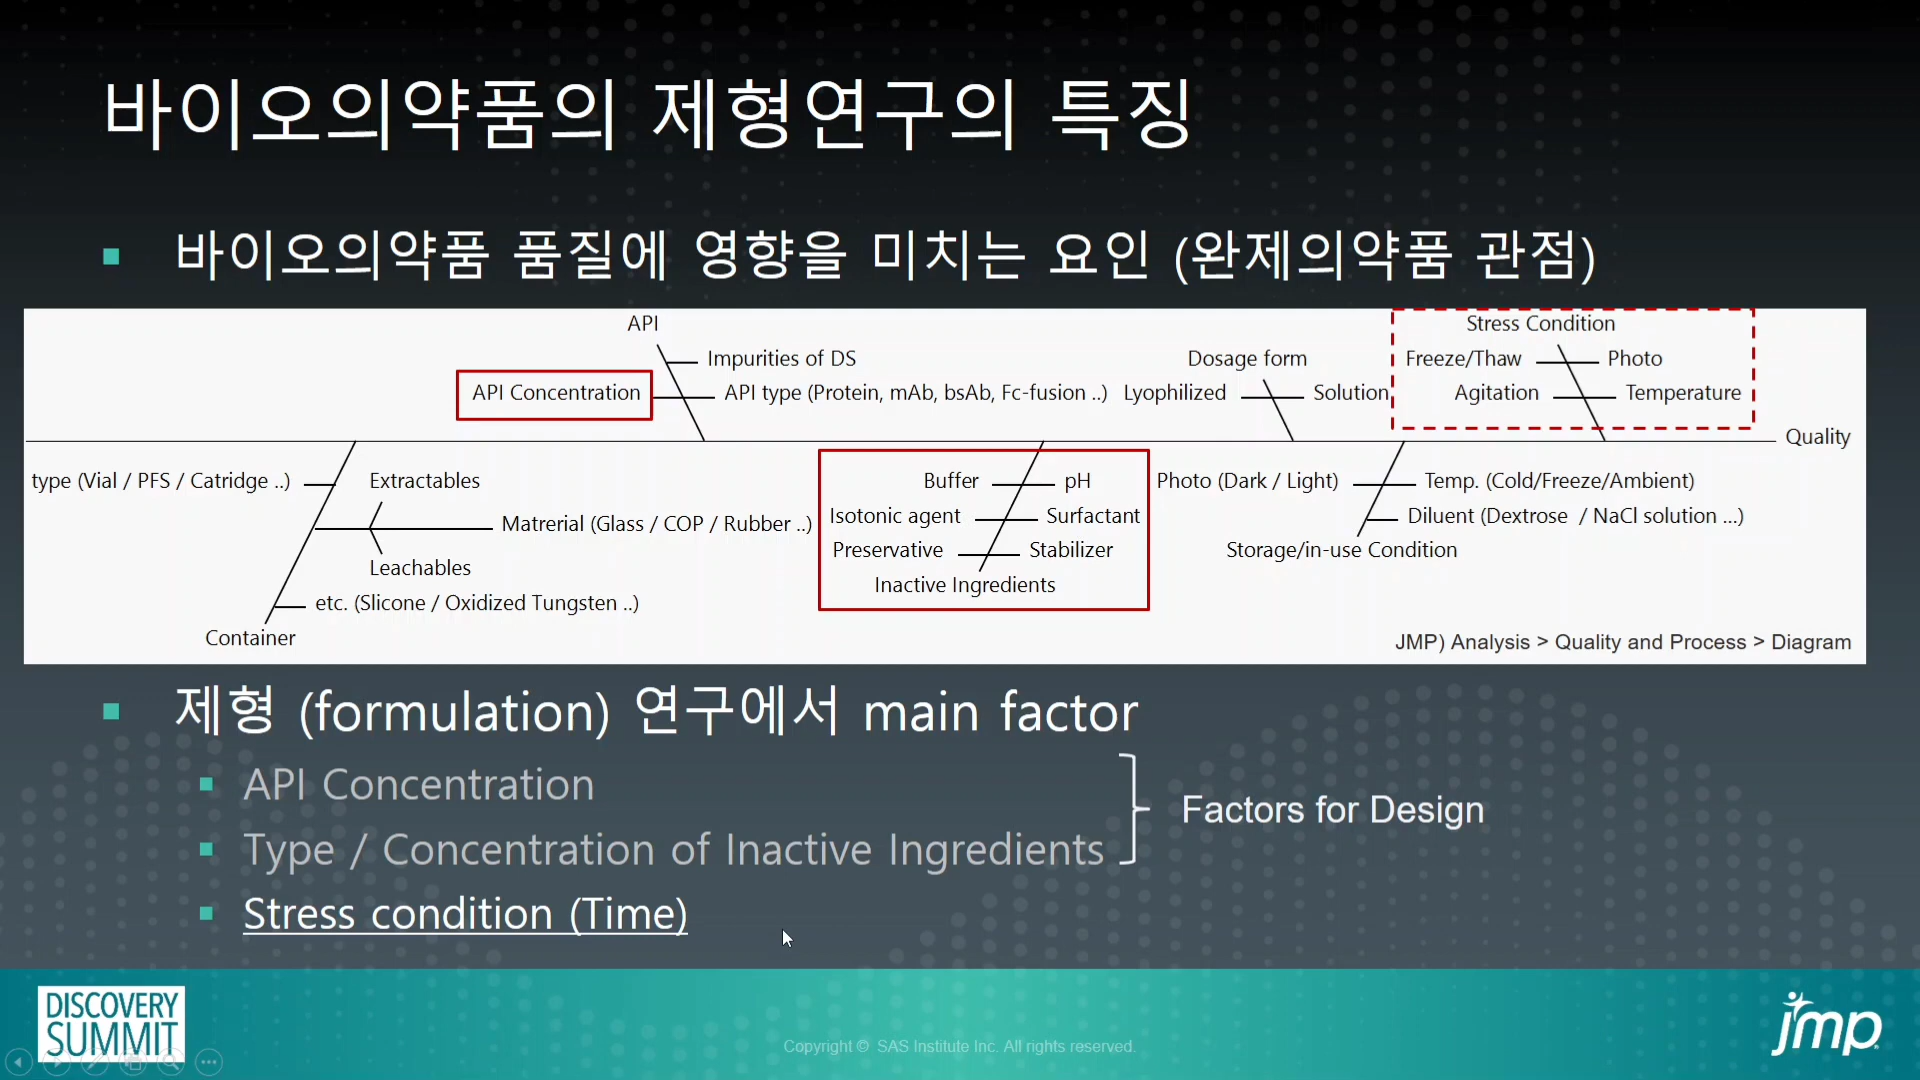 바이오의약품의 제형연구의 특징
바이오의약품 품질에 영향을 미치는 요인 (완제의약품 관점)
API
Impurities of DS
API Concentration
API type (Protein, mAb, bsAb, Fc-fusion ..)
Dosage form
Lyophilized
Solution
Stress Condition
Freeze/Thaw
Photo
Agitation
Temperature
Quality
type (Vial / PFS / Catridge ..)
Extractables
Matrerial (Glass / COP / Rubber ..)
Leachables
etc. (Slicone / Oxidized Tungsten ..)
Container
Buffer
pH
Isotonic agent
Surfactant
Preservative
Stabilizer
Inactive Ingredients
Photo (Dark / Light)
Temp. (Cold/Freeze/Ambient)
Diluent (Dextrose / NaCl solution ...)
Storage/in-use Condition
JMP) Analysis > Quality and Process > Diagram
제형 (formulation) 연구에서 main factor
API Concentration
Type / Concentration of Inactive Ingredients
Factors for Design
Stress condition (Time)
DISCOVERY
SUMMIT
Copyright © SAS Institute Inc. All rights reserved.
jmp